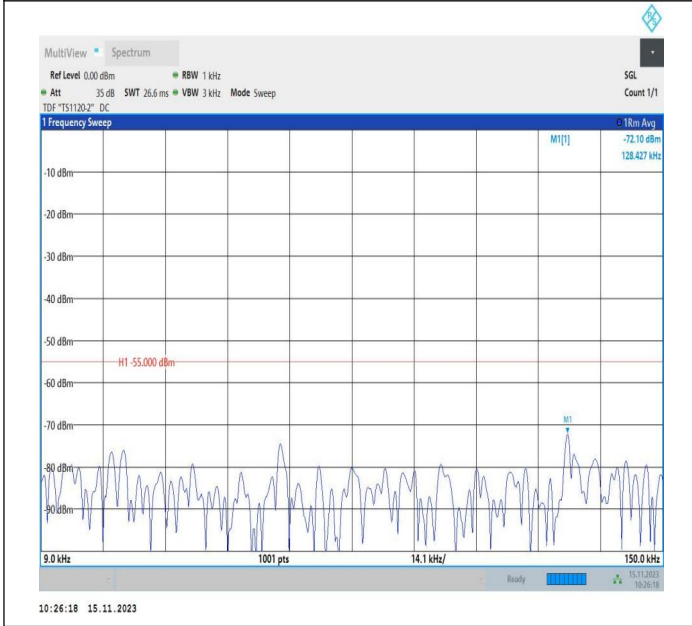 R&S
MultiView Spectrum
Ref Level 0.00 dBm RBW 1 kHz SGL
Att 35 dB SWT 26.6 ms VBW 3 kHz Mode Sweep Count 1/1
TDF "TS1120-2" DC
1 Frequency Sweep 1Rm Avg
M1[1] -72.10 dBm
128.427 kHz
-10 dBm
-20 dBm
-30 dBm
-40 dBm
-50 dBm
H1 -55.000 dBm
-60 dBm
-70 dBm
M1
-80 dBm
-90 dBm
9.0 kHz 1001 pts 14.1 kHz/ 150.0 kHz
Ready 15.11.2023
10:26:18
10:26:18 15.11.2023